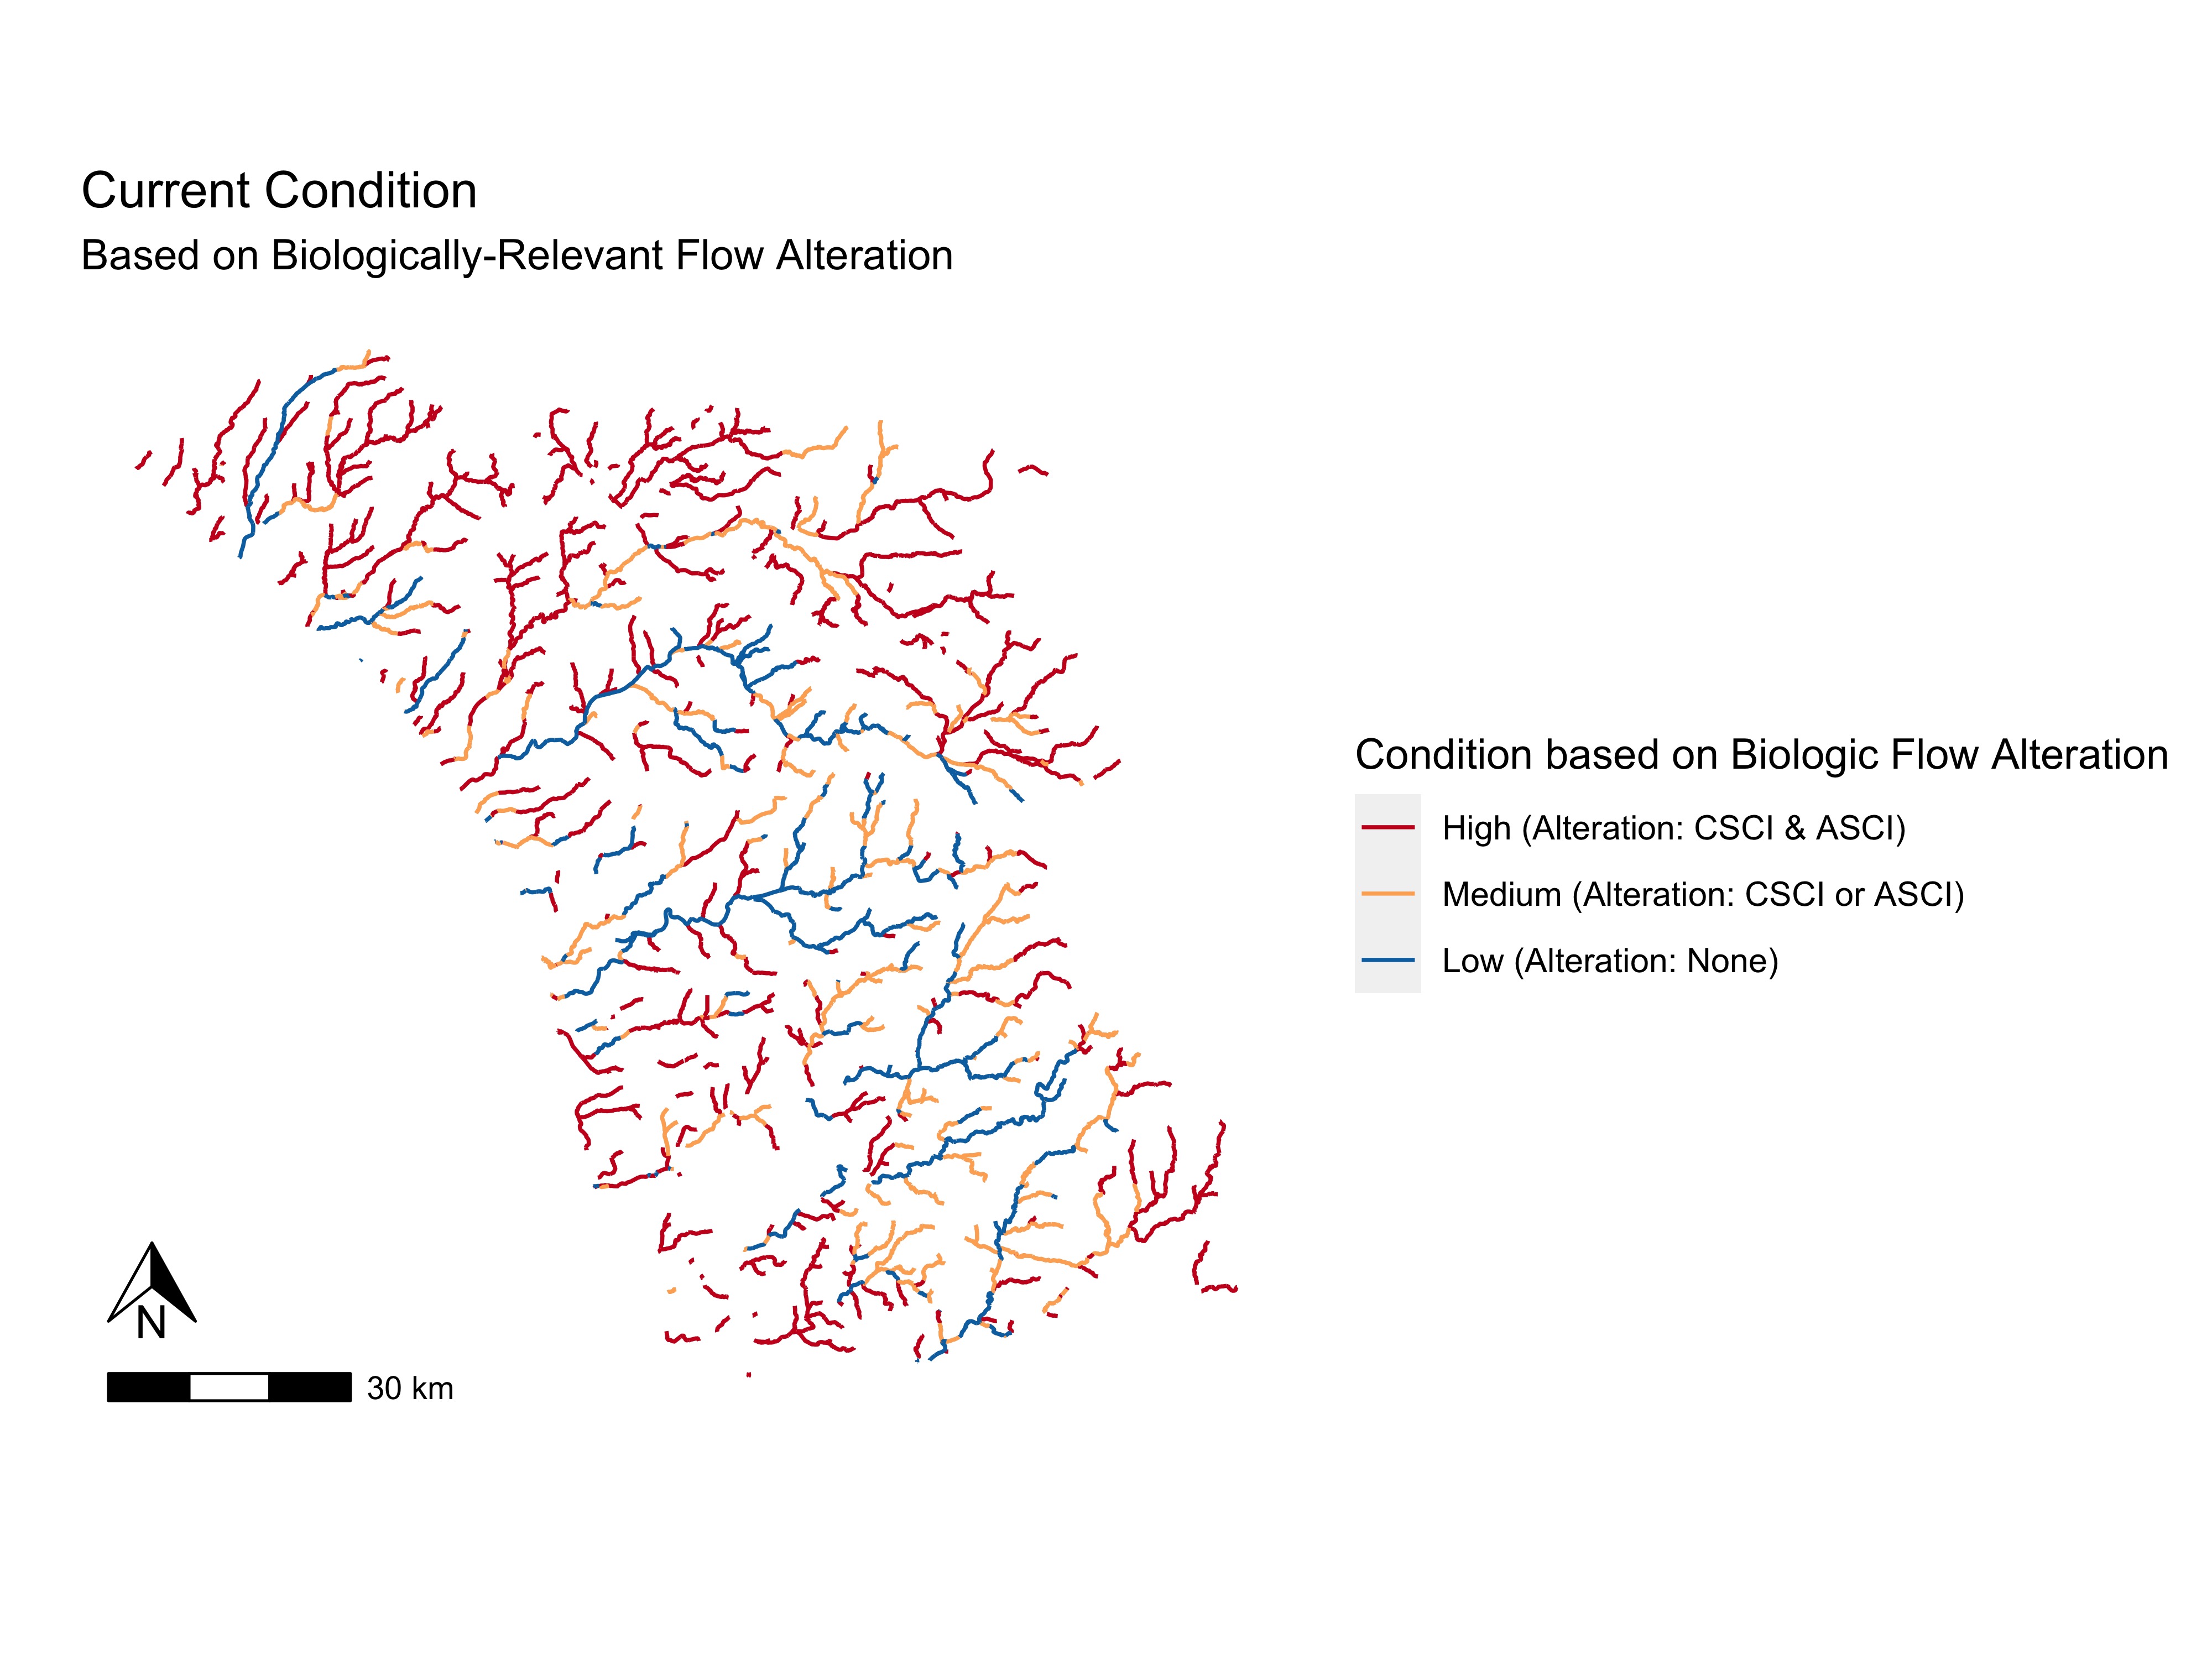 Current Condition
Based on Biologically-Relevant Flow Alteration
Condition based on Biologic Flow Alteration
High (Alteration: CSCI & ASCI)
Medium (Alteration: CSCI or ASCI)
Low (Alteration: None)
N
30 km